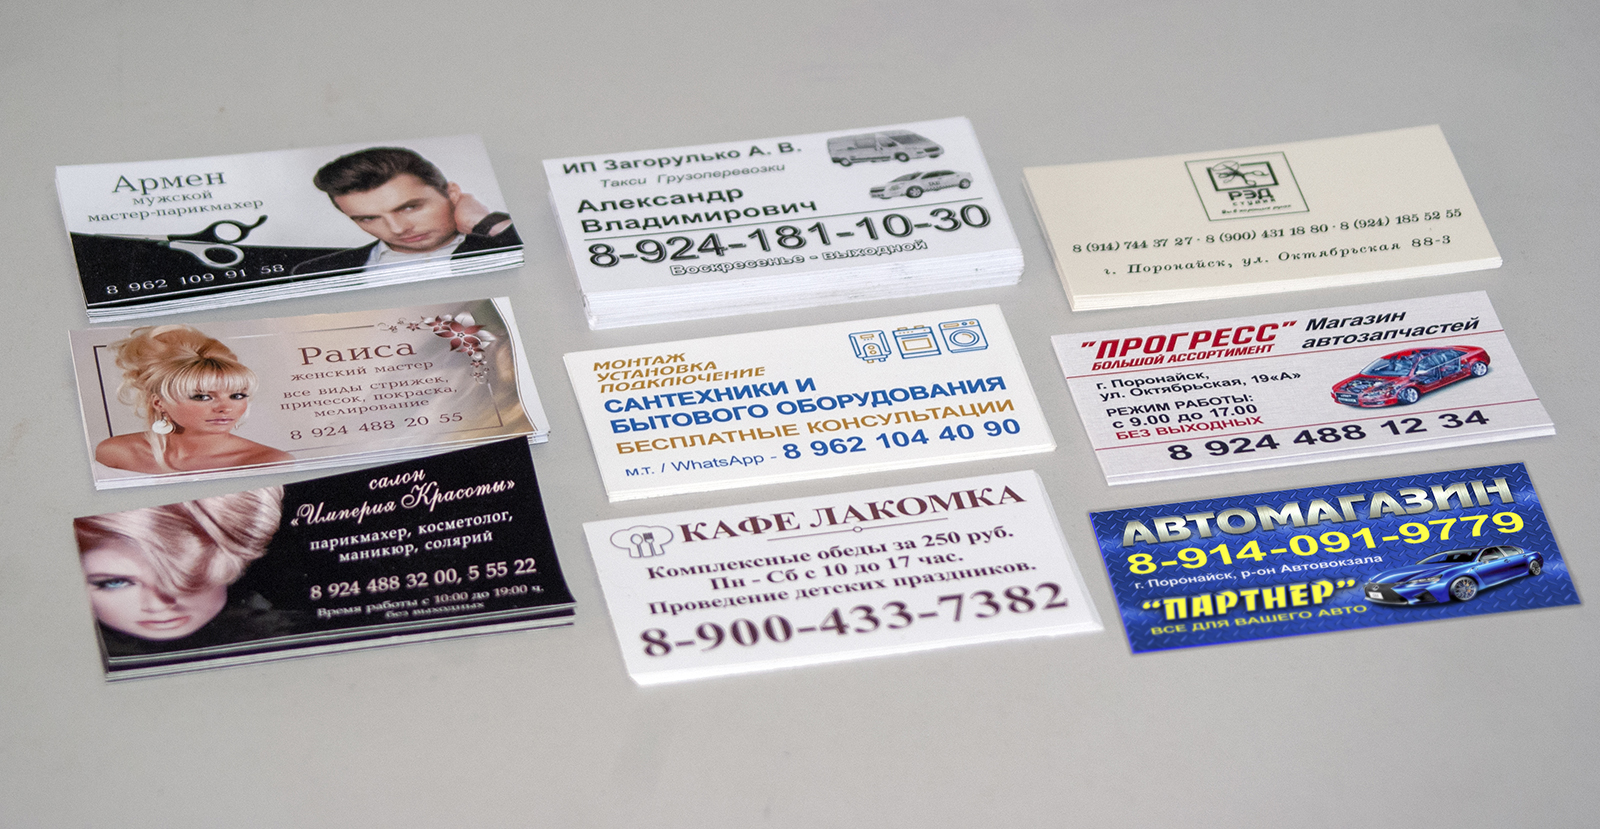 Армен
мужской
мастер-парикмахер
8 962 109 91 58
ИП Загорулько А. В.
Такси Грузоперевозки
Александр
Владимирович
8-924-181-10-30
Воскресенье - выходной
РЭД
СТУДИЯ
8 (914) 744 37 27 · 8 (900) 431 18 80 · 8 (924) 185 52 55
г. Поронайск, ул. Октябрьская 88-3
Раиса
женский мастер
все виды стрижек,
причесок, покраска,
мелирование
8 924 488 20 55
МОНТАЖ
УСТАНОВКА
ПОДКЛЮЧЕНИЕ
САНТЕХНИКИ И
БЫТОВОГО ОБОРУДОВАНИЯ
БЕСПЛАТНЫЕ КОНСУЛЬТАЦИИ
м.т. / WhatsApp - 8 962 104 40 90
"ПРОГРЕСС" Магазин
автозапчастей
БОЛЬШОЙ АССОРТИМЕНТ
г. Поронайск,
ул. Октябрьская, 19«А»
РЕЖИМ РАБОТЫ:
с 9.00 до 17.00
БЕЗ ВЫХОДНЫХ
8 924 488 12 34
салон
«Империя Красоты»
парикмахер, косметолог,
маникюр, солярий
8 924 488 32 00, 5 55 22
Время работы с 10:00 до 19:00 ч.
без выходных
КАФЕ ЛАКОМКА
Комплексные обеды за 250 руб.
Пн - Сб с 10 до 17 час.
Проведение детских праздников.
8-900-433-7382
АВТОМАГАЗИН
8-914-091-9779
г. Поронайск, р-он Автовокзала
"ПАРТНЕР"
ВСЕ ДЛЯ ВАШЕГО АВТО